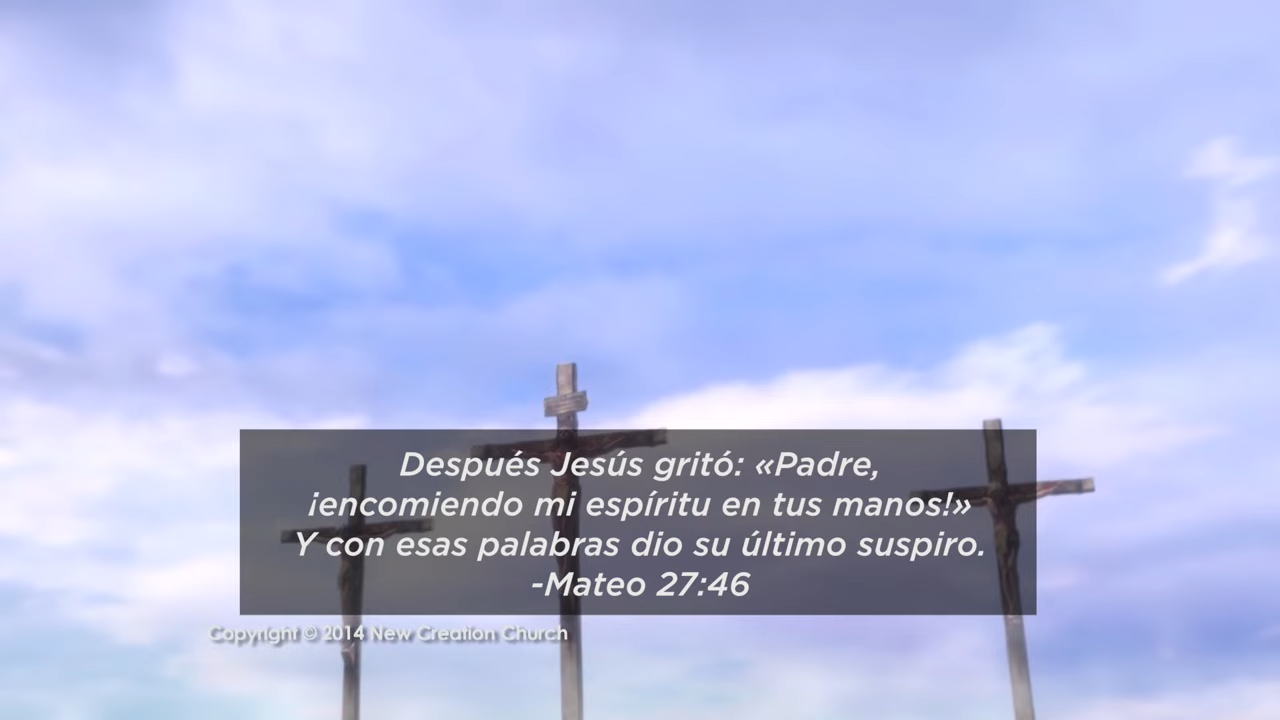 Después Jesús gritó: «Padre,
¡encomiendo mi espíritu en tus manos!»
Y con esas palabras dio su último suspiro.
-Mateo 27:46
Copyright © 2014 New Creation Church